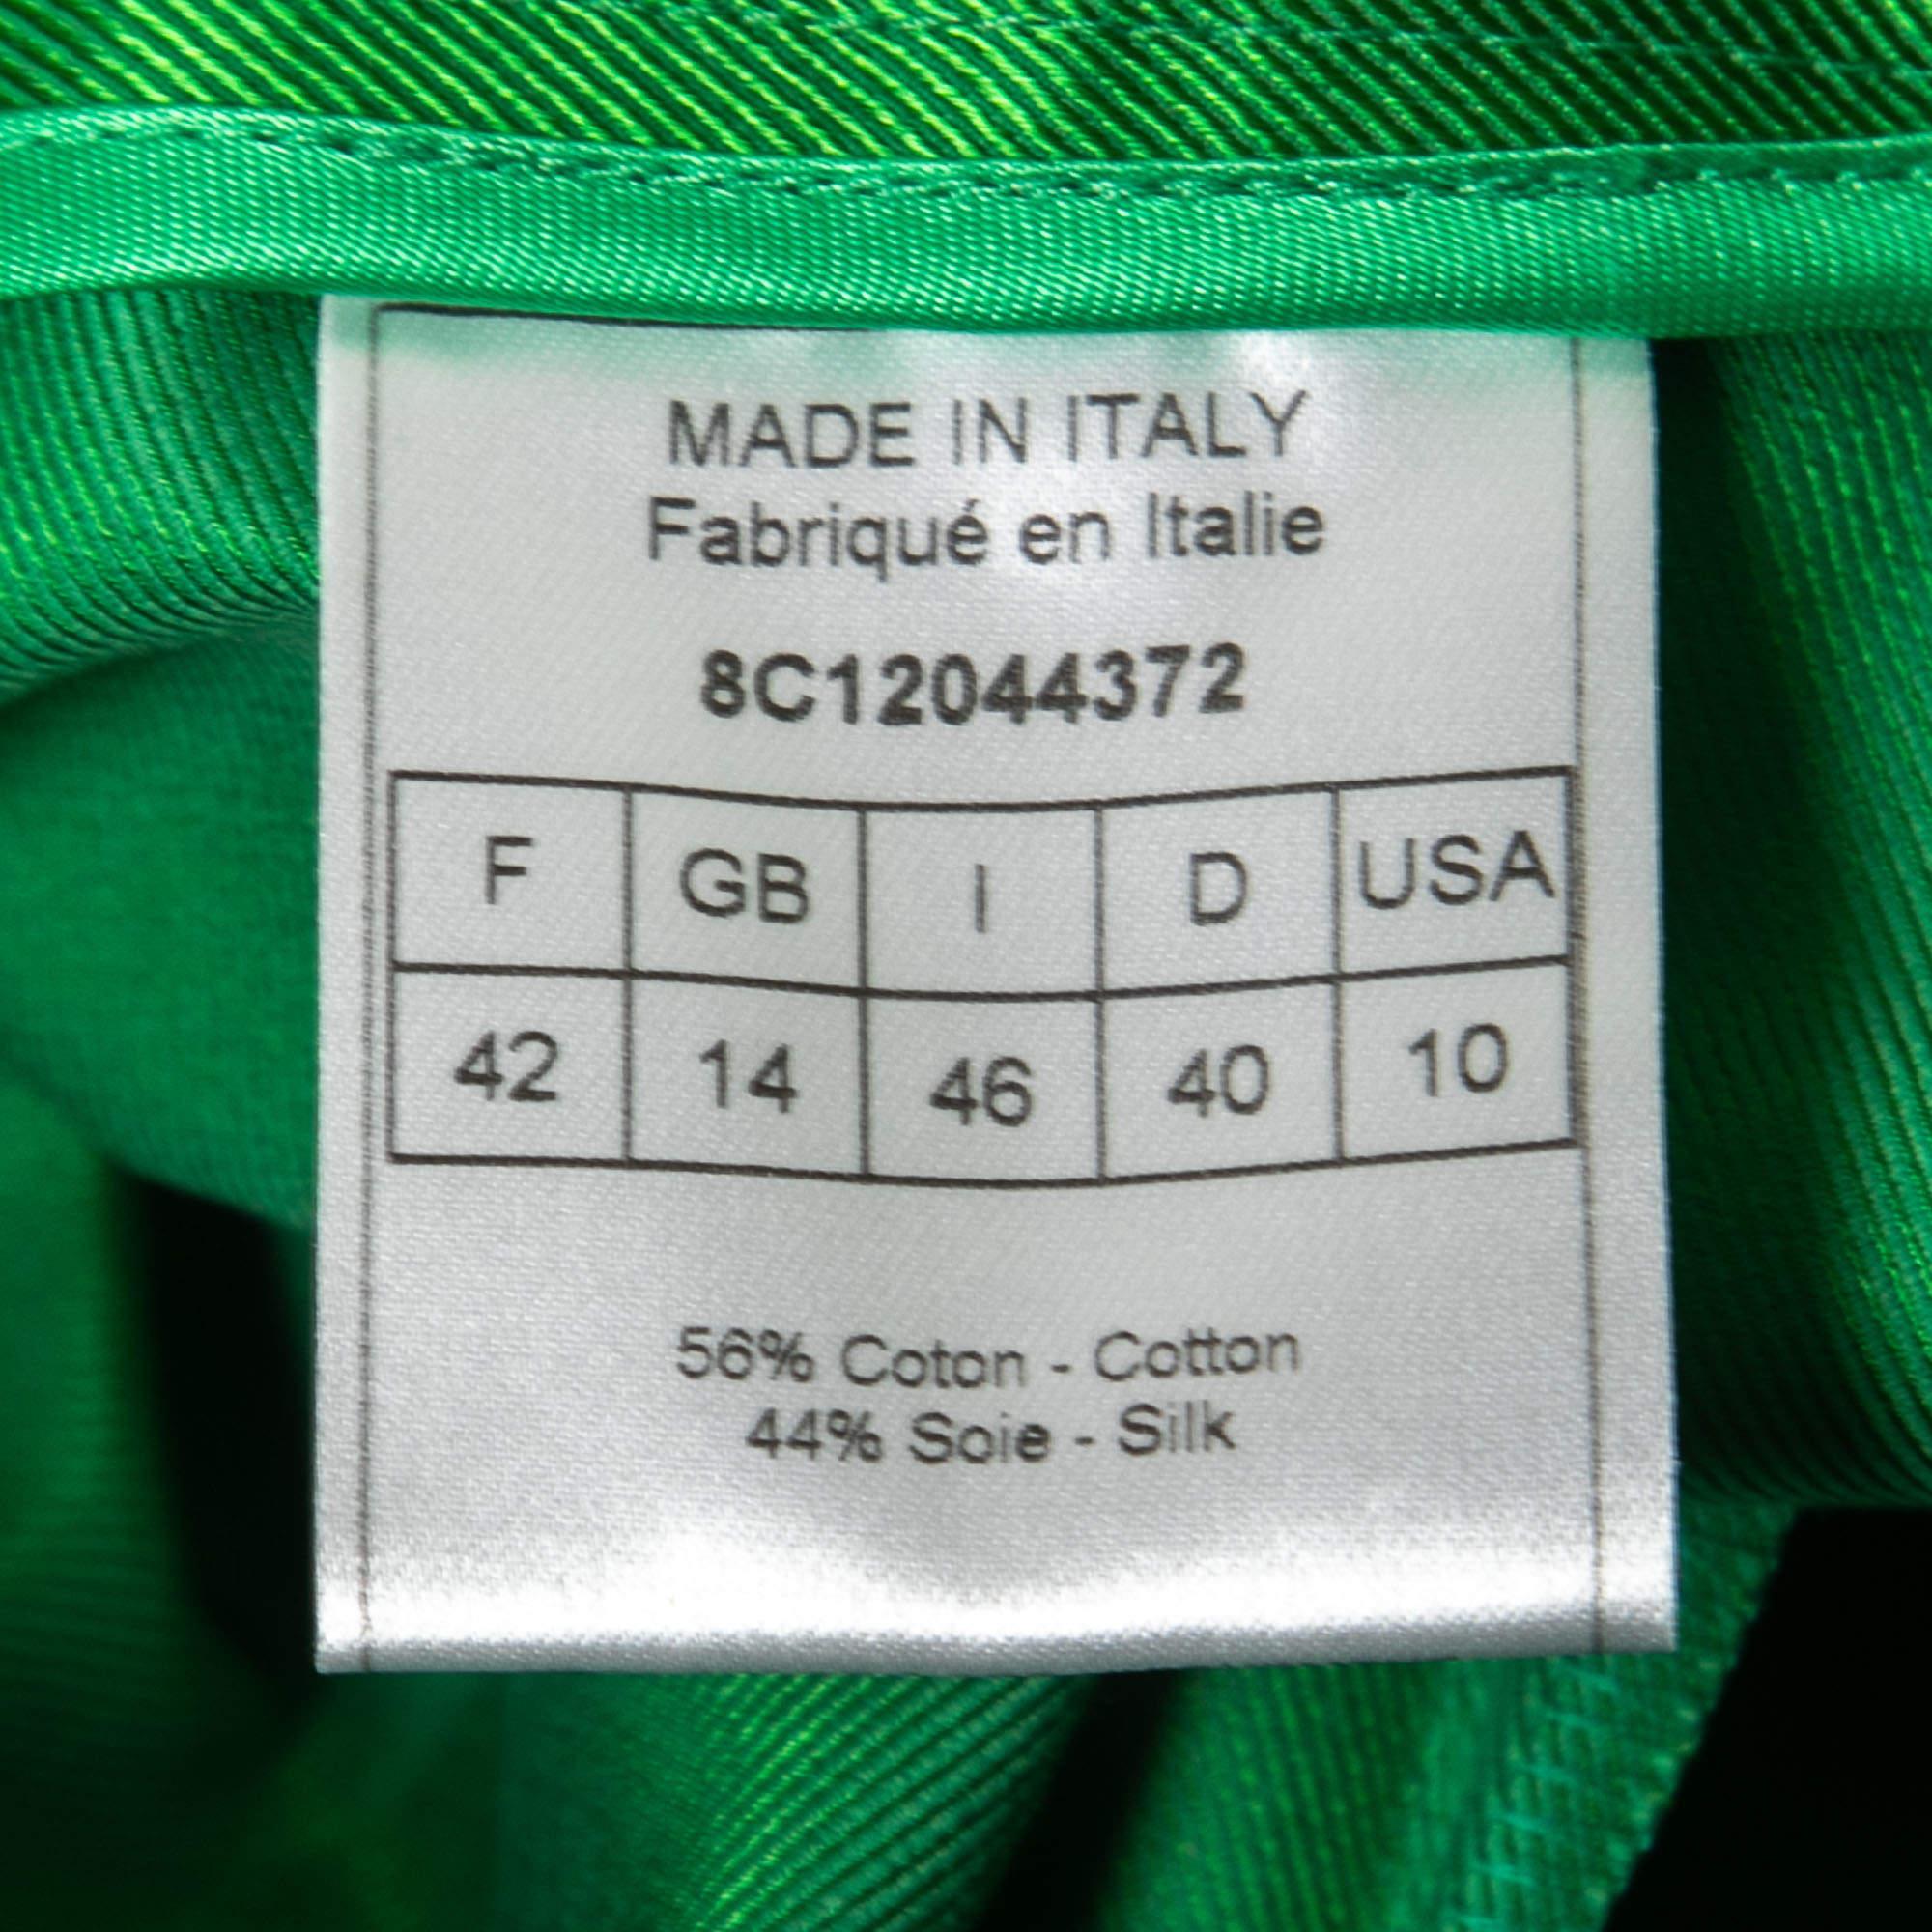 MADE IN ITALY
Fabriqué en Italie
8C12044372
F GB I D USA
42 14 46 40 10
56% Coton - Cotton
44% Soie - Silk